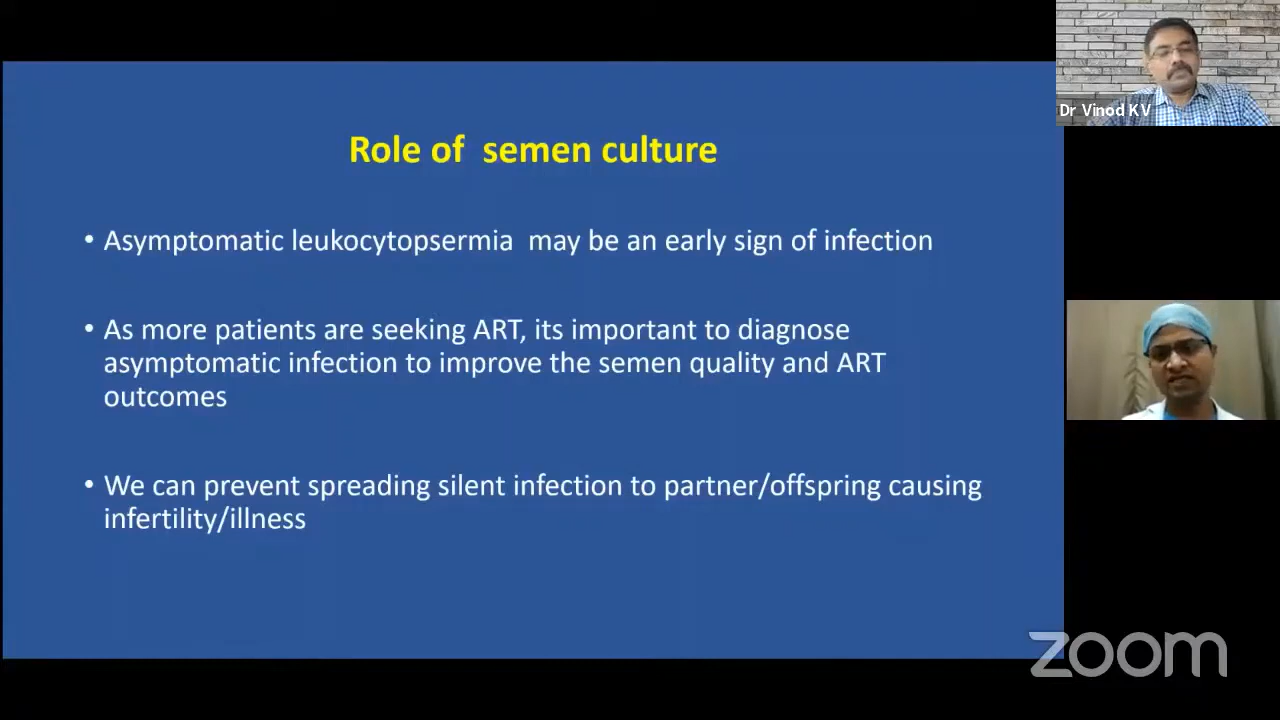 Role of semen culture
• Asymptomatic leukocytopsermia may be an early sign of infection
• As more patients are seeking ART, its important to diagnose
asymptomatic infection to improve the semen quality and ART
outcomes
• We can prevent spreading silent infection to partner/offspring causing
infertility/illness
Dr Vinod K V
zoom